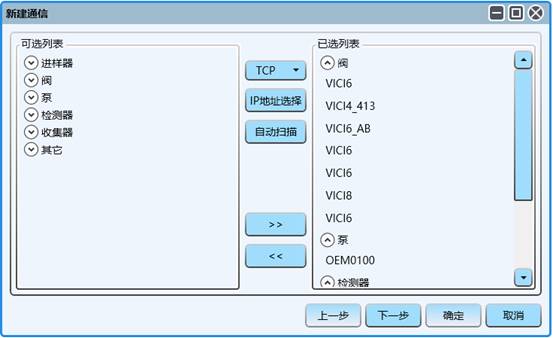 新建通信
可选列表
进样器
阀
泵
检测器
收集器
其它
TCP
IP地址选择
自动扫描
>>
<<
已选列表
阀
VICI6
VICI4_413
VICI6_AB
VICI6
VICI6
VICI8
VICI6
泵
OEM0100
检测器
上一步
下一步
确定
取消